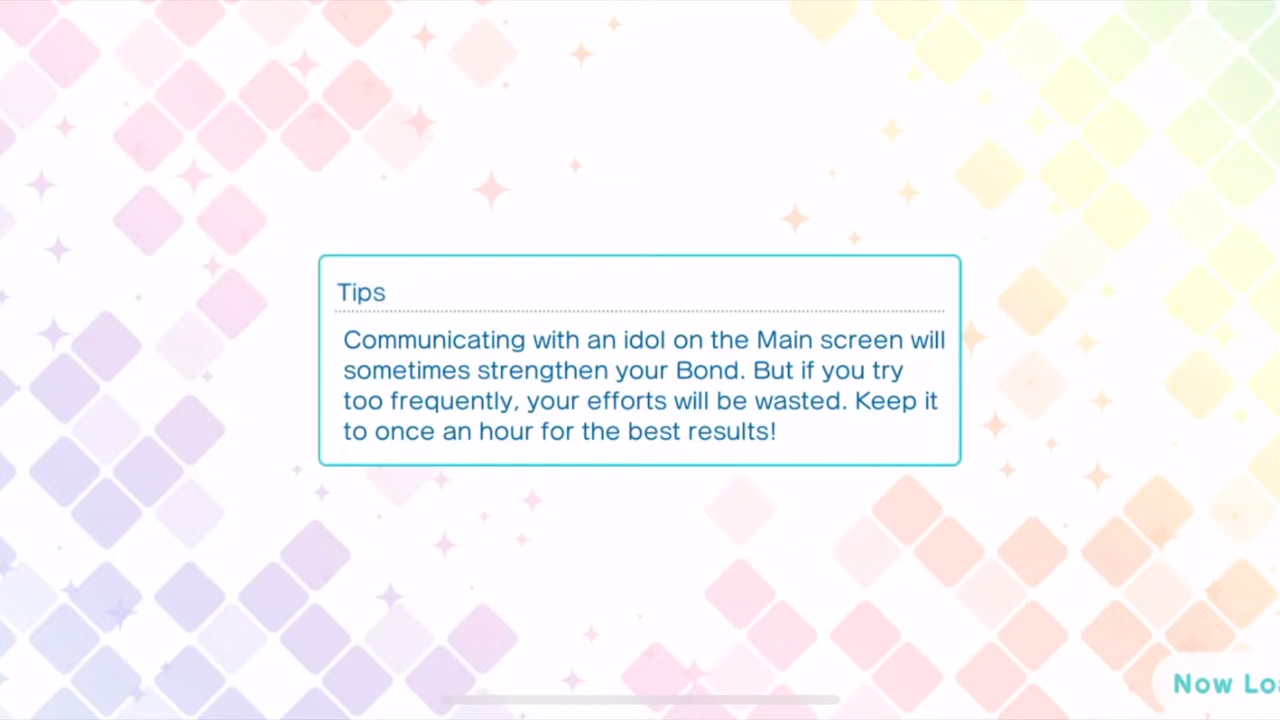 Tips
Communicating with an idol on the Main screen will
sometimes strengthen your Bond. But if you try
too frequently, your efforts will be wasted. Keep it
to once an hour for the best results!
Now